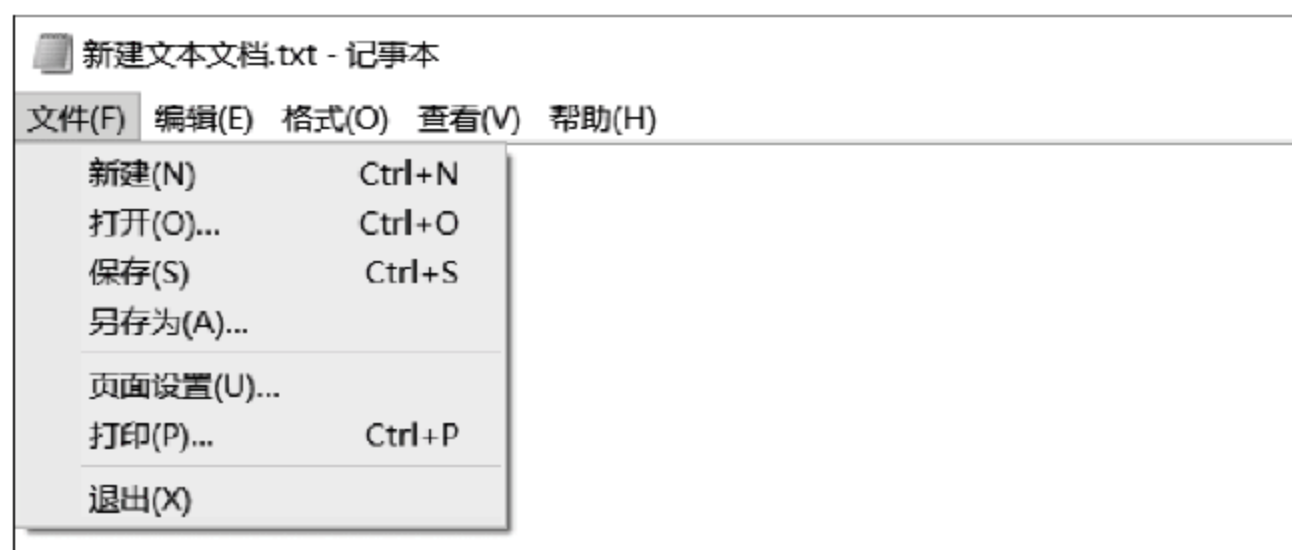 新建文本文档.txt - 记事本
文件(F) 编辑(E) 格式(O) 查看(V) 帮助(H)
新建(N) Ctrl+N
打开(O)... Ctrl+O
保存(S) Ctrl+S
另存为(A)...
页面设置(U)...
打印(P)... Ctrl+P
退出(X)